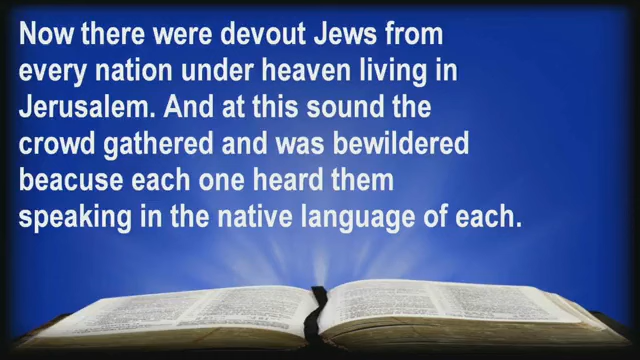 Now there were devout Jews from
every nation under heaven living in
Jerusalem. And at this sound the
crowd gathered and was bewildered
beacuse each one heard them
speaking in the native language of each.